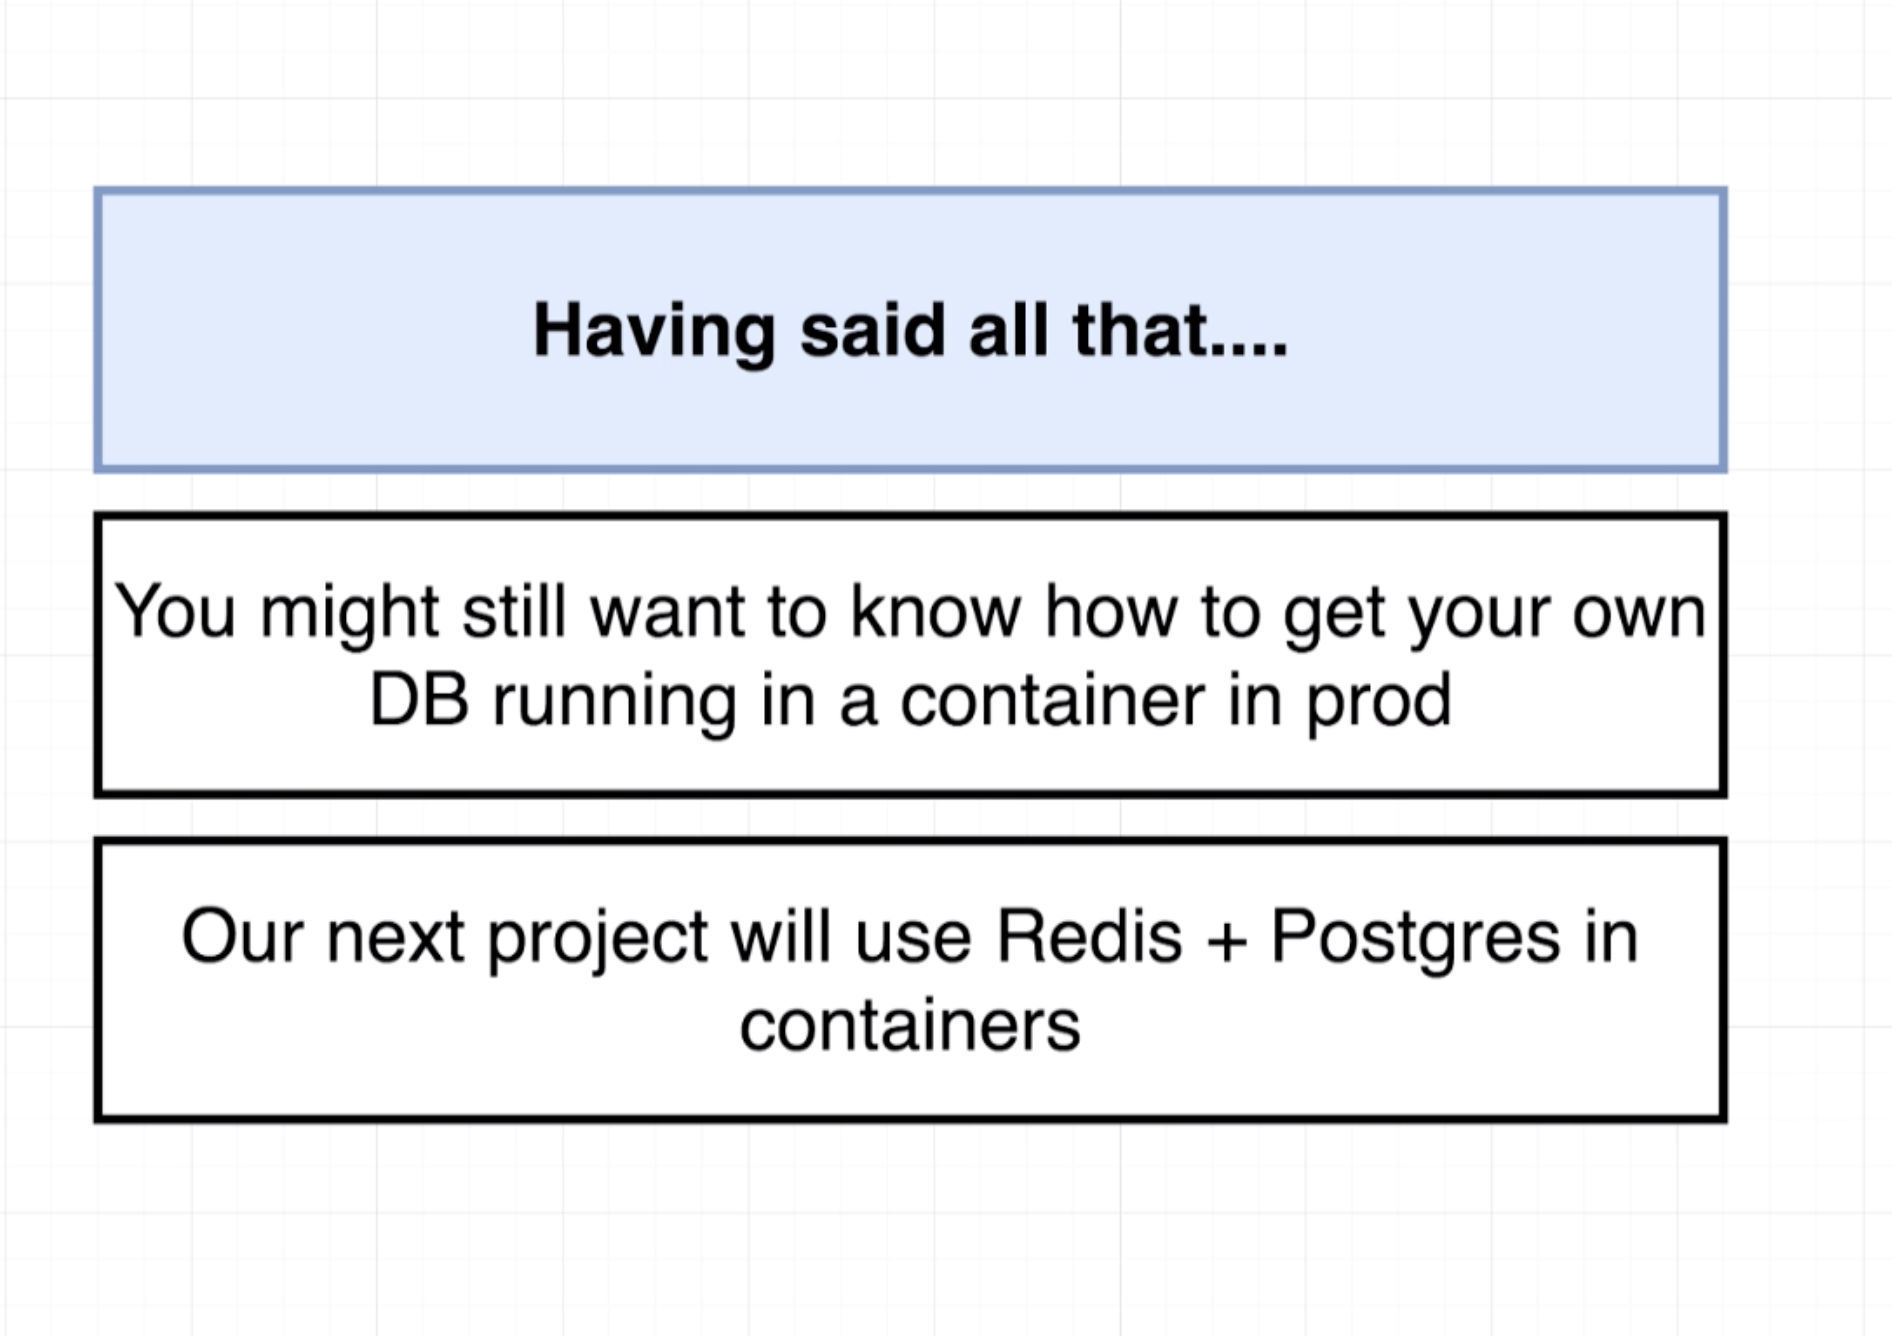 Having said all that....
You might still want to know how to get your own
DB running in a container in prod
Our next project will use Redis + Postgres in
containers